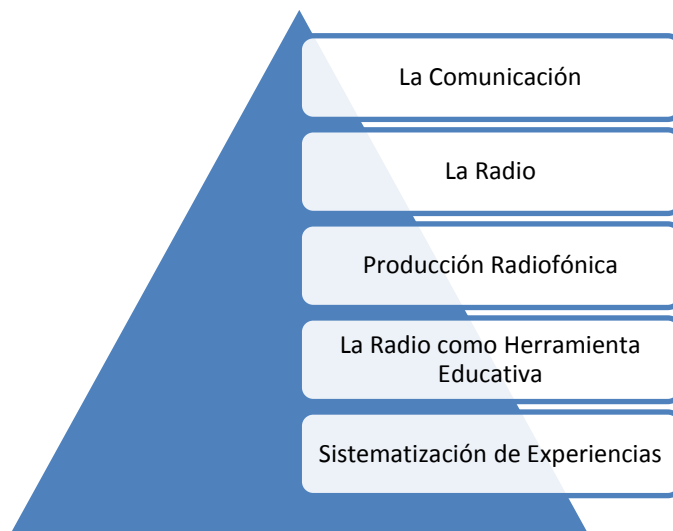 La Comunicación
La Radio
Producción Radiofónica
La Radio como Herramienta
Educativa
Sistematización de Experiencias